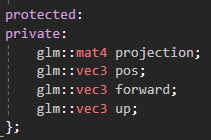 protected:
private:
    glm::mat4 projection;
    glm::vec3 pos;
    glm::vec3 forward;
    glm::vec3 up;
};